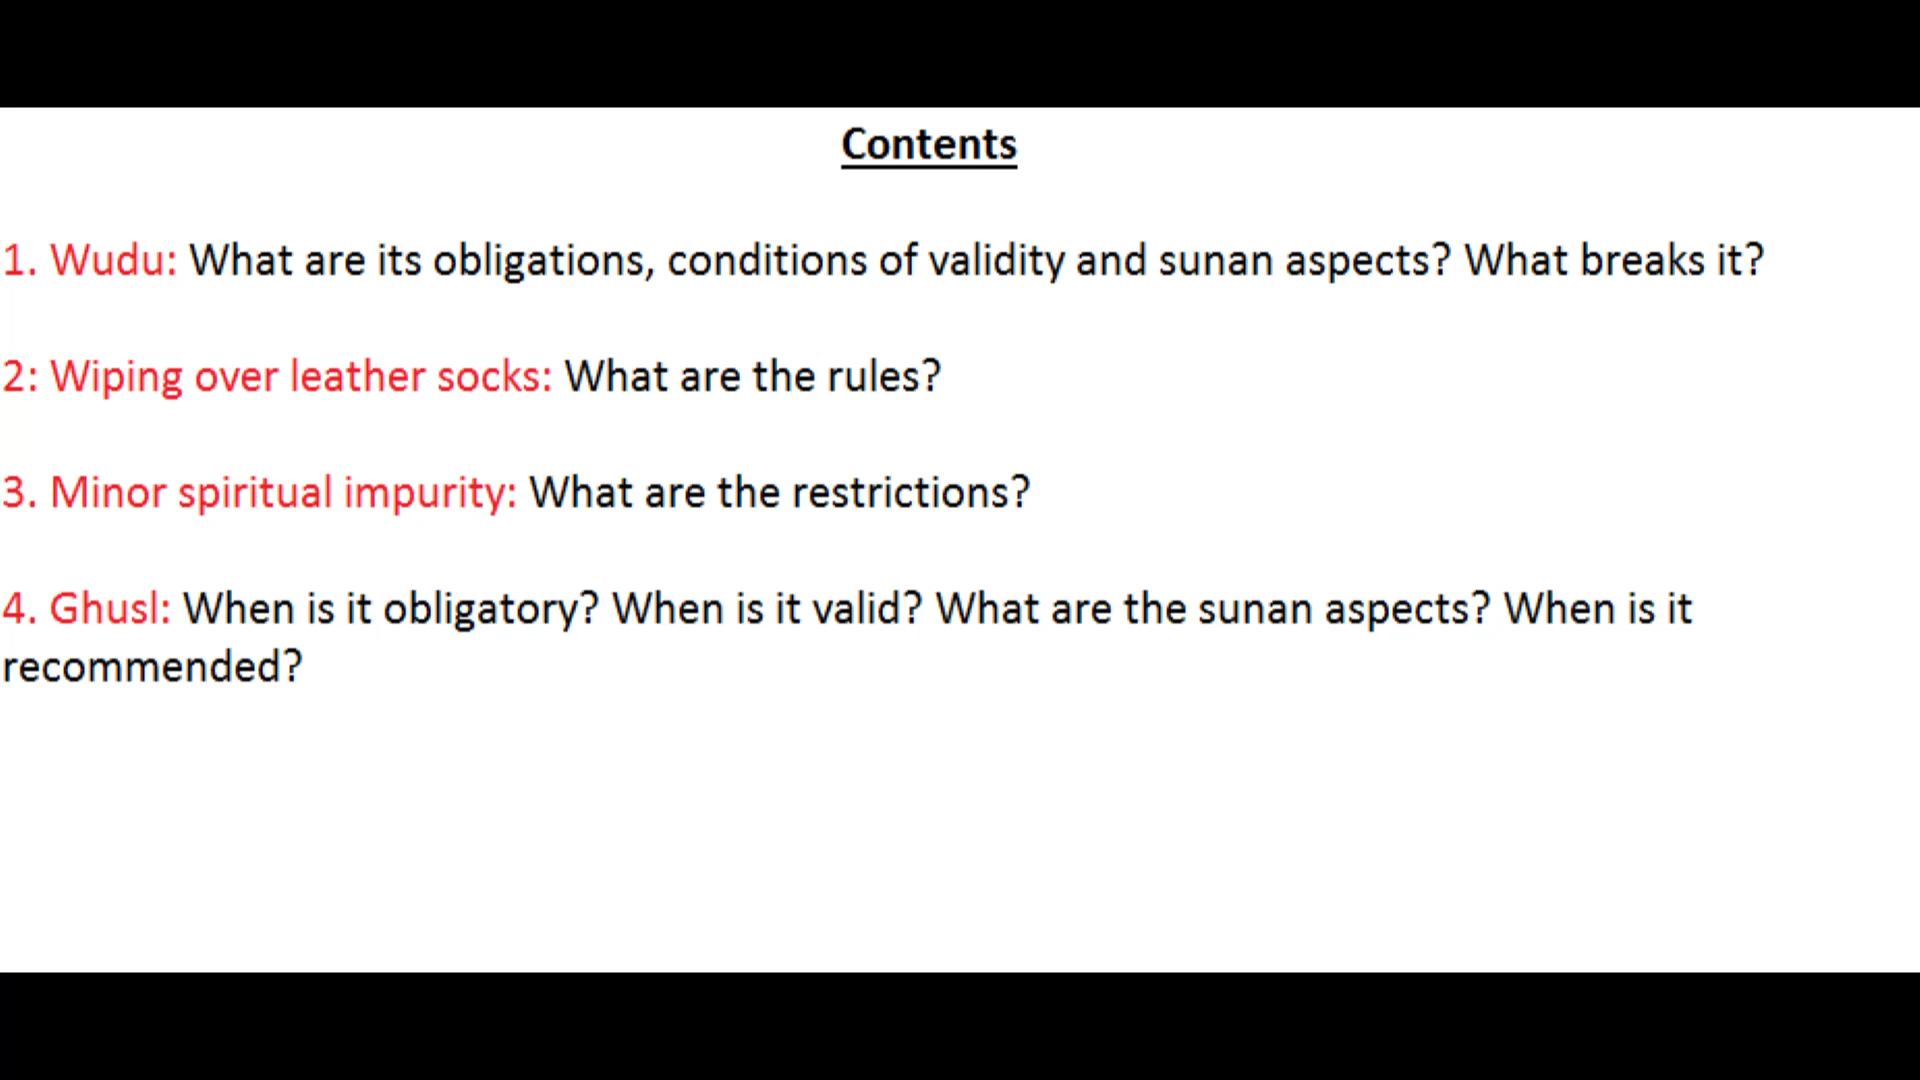 Contents
1. Wudu: What are its obligations, conditions of validity and sunan aspects? What breaks it?
2: Wiping over leather socks: What are the rules?
3. Minor spiritual impurity: What are the restrictions?
4. Ghusl: When is it obligatory? When is it valid? What are the sunan aspects? When is it
recommended?